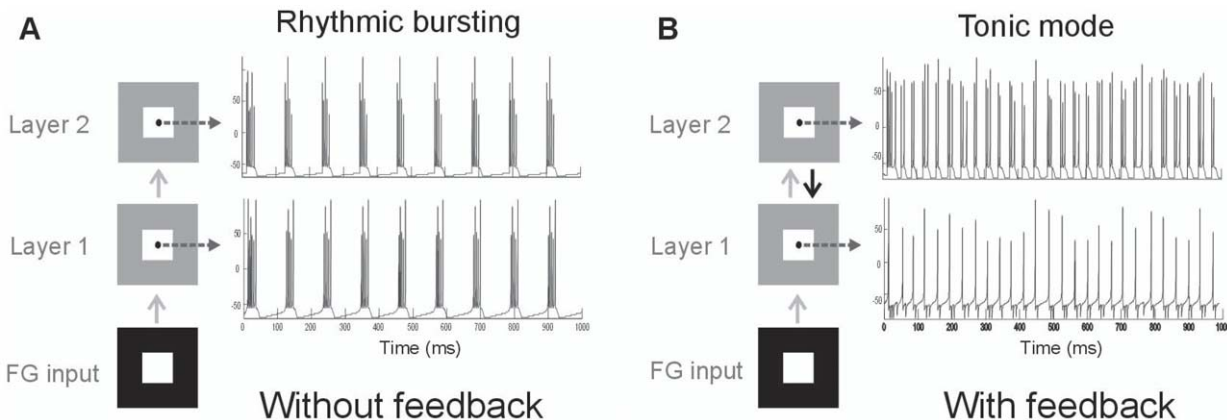 A
Rhythmic bursting
Layer 2
50
0
-50
Layer 1
50
0
-50
0 100 200 300 400 500 600 700 800 900 1000
Time (ms)
FG input
Without feedback
B
Tonic mode
Layer 2
50
0
-50
Layer 1
50
0
-50
0 100 200 300 400 500 600 700 800 900 100
Time (ms)
FG input
With feedback